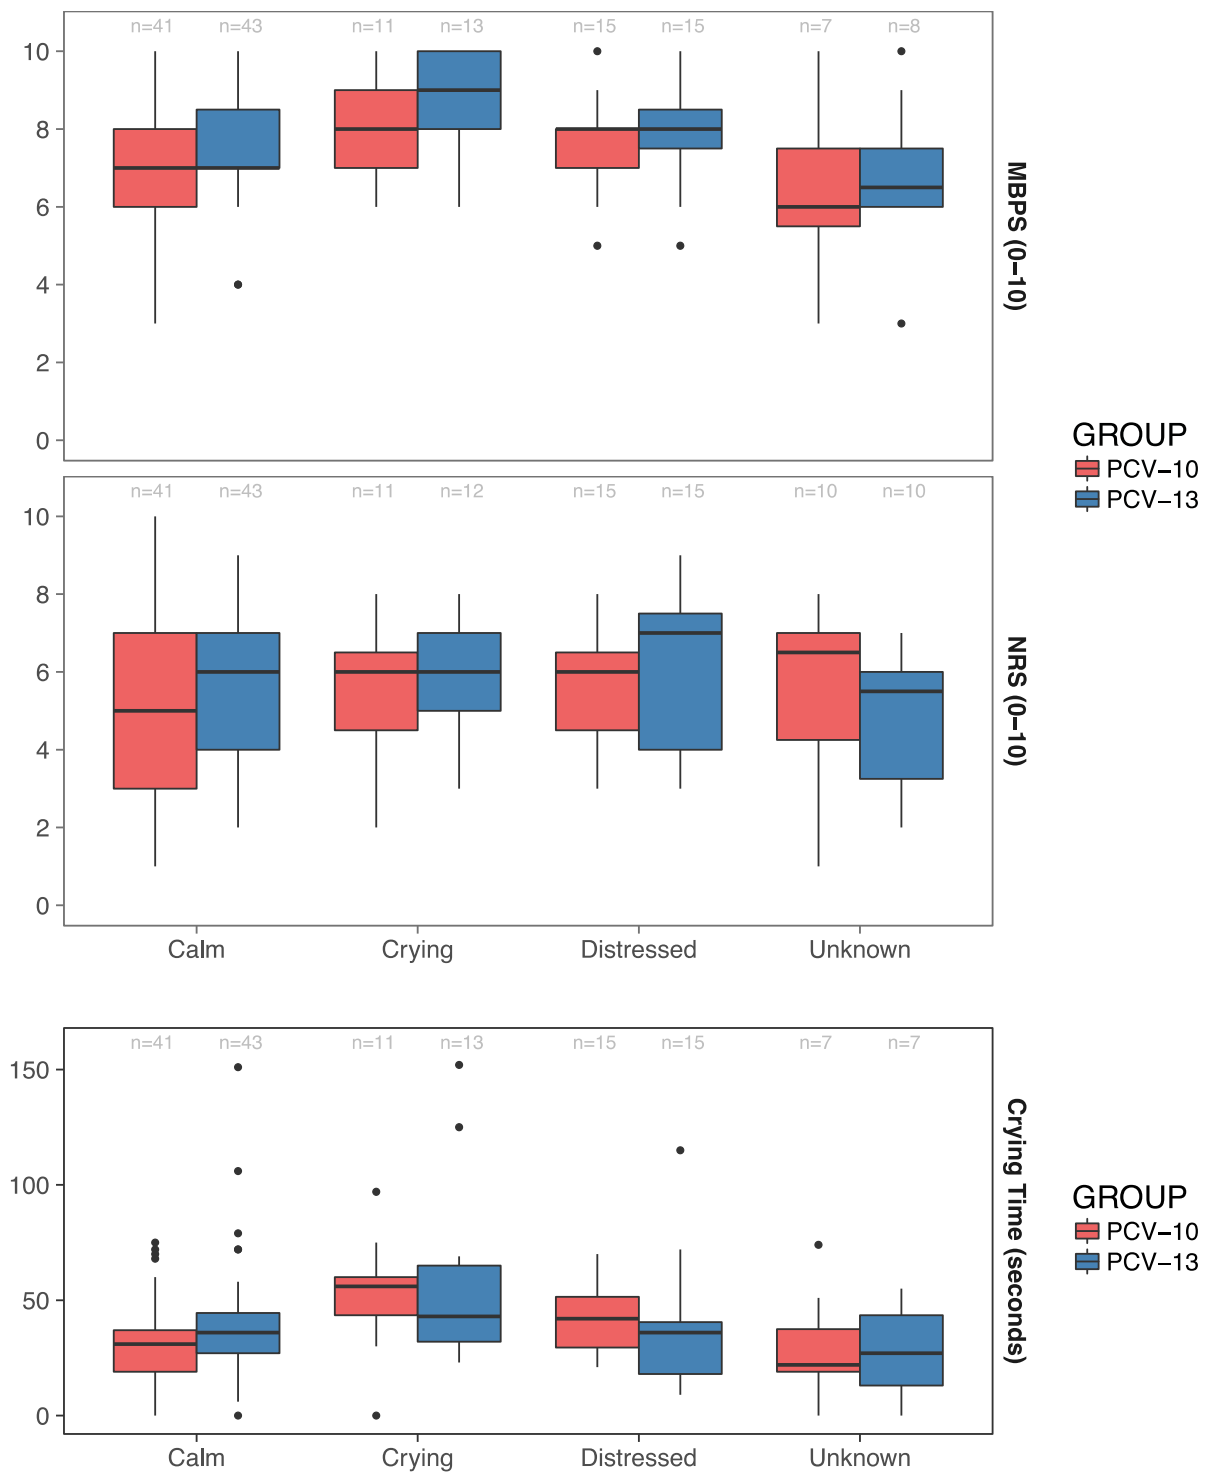 n=41 n=43 n=11 n=13 n=15 n=15 n=7 n=8
10
8
6
4
2
0
MBPS (0−10)
GROUP
PCV−10
PCV−13
n=41 n=43 n=11 n=12 n=15 n=15 n=10 n=10
10
8
6
4
2
0
NRS (0−10)
Calm Crying Distressed Unknown
n=41 n=43 n=11 n=13 n=15 n=15 n=7 n=7
150
100
50
0
Crying Time (seconds)
GROUP
PCV−10
PCV−13
Calm Crying Distressed Unknown